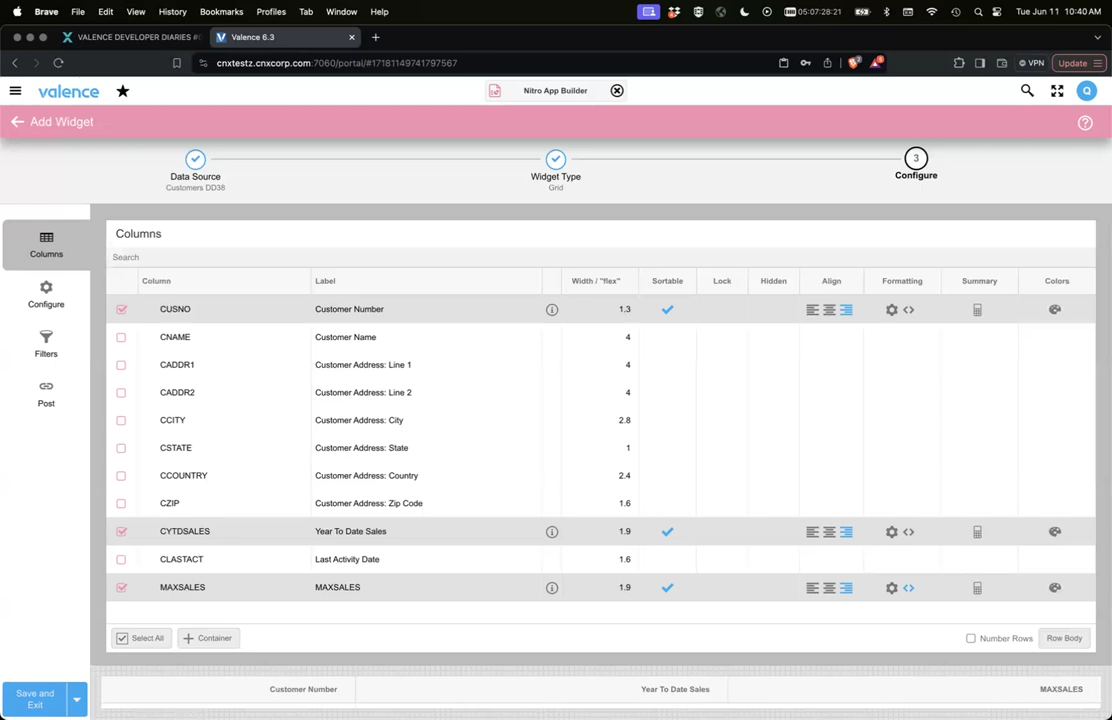 Brave File Edit View History Bookmarks Profiles Tab Window Help 05:07:28:21 Tue Jun 11 10:40 AM
VALENCE DEVELOPER DIARIES #6 Valence 6.3
cnxtestz.cnxcorp.com:7060/portal/#17181149741797567 VPN Update
valence Nitro App Builder Q
Add Widget
3
Data Source Widget Type Configure
Customers DD38 Grid
Columns
Configure
Filters
Post
Columns
Search
Column Label Width / "flex" Sortable Lock Hidden Align Formatting Summary Colors
CUSNO Customer Number 1.3
CNAME Customer Name 4
CADDR1 Customer Address: Line 1 4
CADDR2 Customer Address: Line 2 4
CCITY Customer Address: City 2.8
CSTATE Customer Address: State 1
CCOUNTRY Customer Address: Country 2.4
CZIP Customer Address: Zip Code 1.6
CYTDSALES Year To Date Sales 1.9
CLASTACT Last Activity Date 1.6
MAXSALES MAXSALES 1.9
Select All Container Number Rows Row Body
Save and
Exit
Customer Number Year To Date Sales MAXSALES